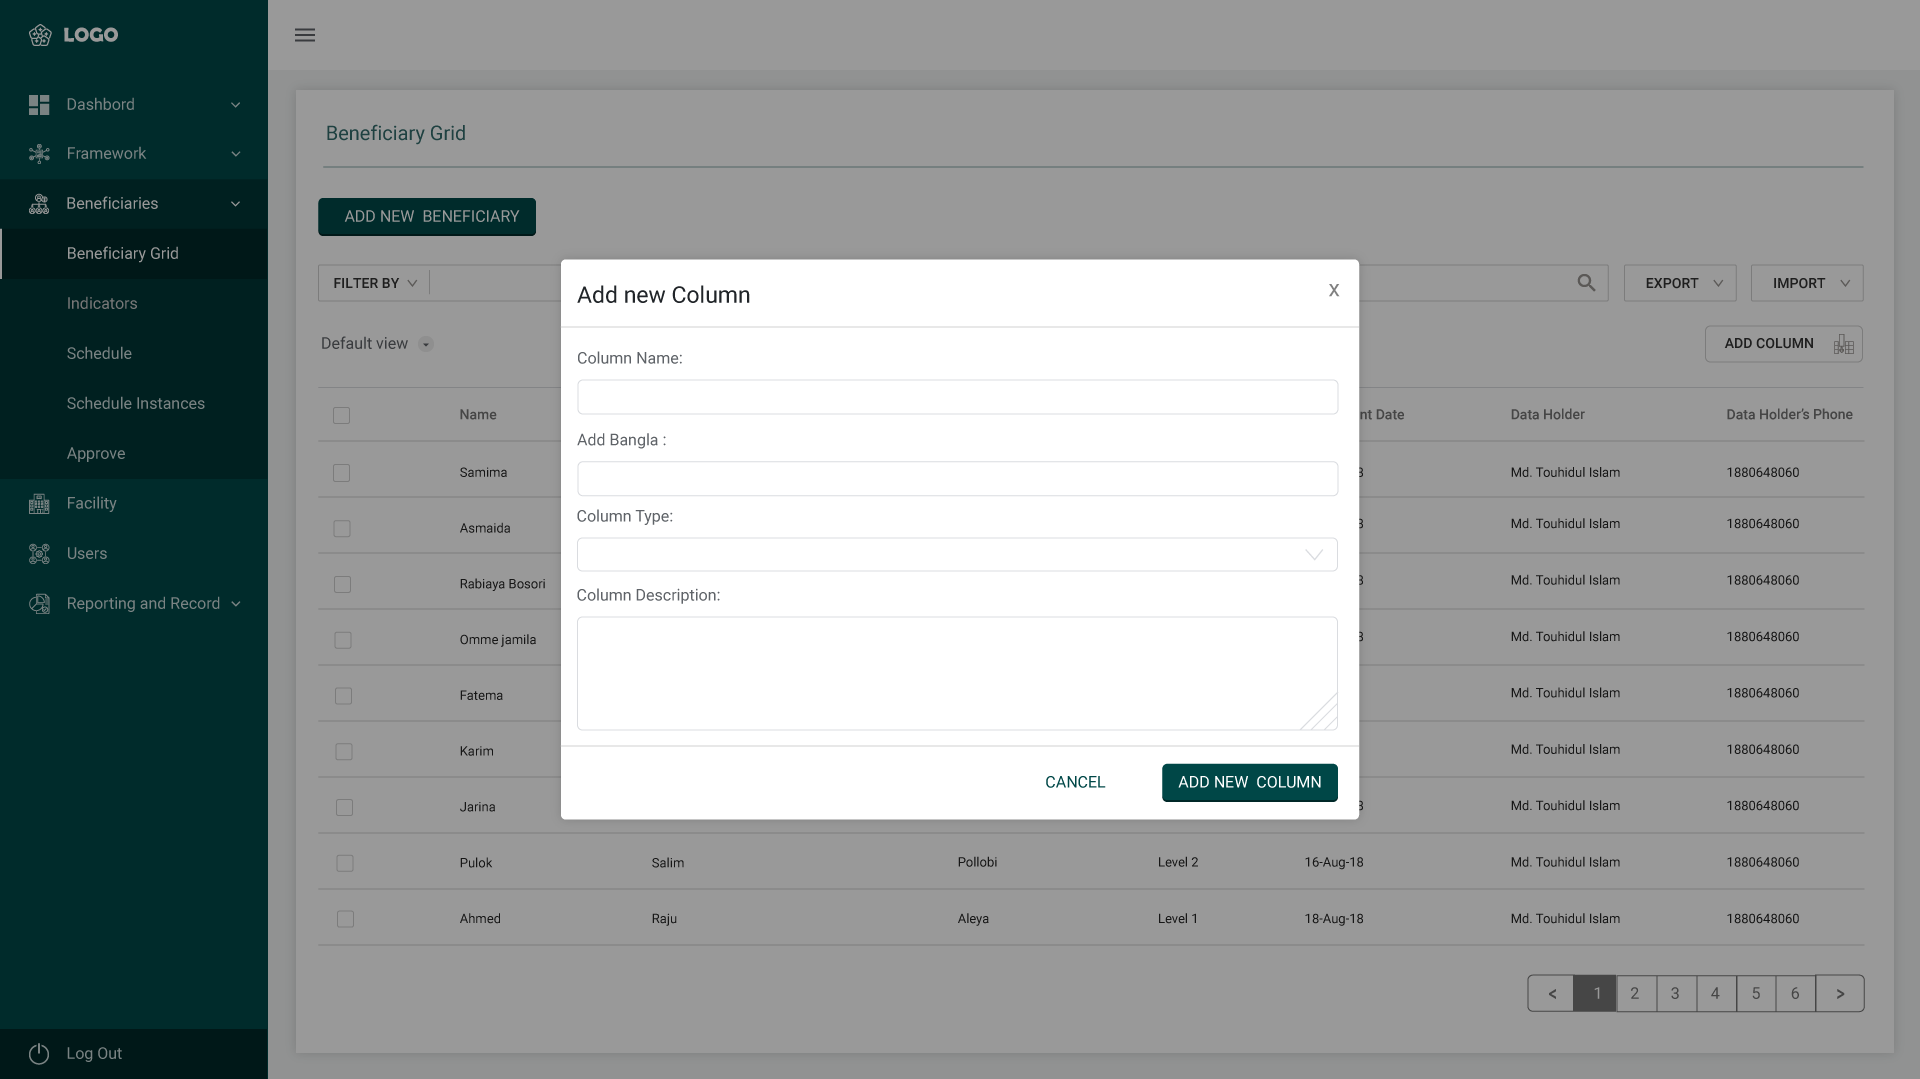 LOGO
Dashbord
Framework
Beneficiaries
Beneficiary Grid
Indicators
Schedule
Schedule Instances
Approve
Facility
Users
Reporting and Record
Log Out
Beneficiary Grid
ADD NEW BENEFICIARY
FILTER BY
EXPORT
IMPORT
Default view
ADD COLUMN
Name
nt Date
Data Holder
Data Holder's Phone
Samima
3
Md. Touhidul Islam
1880648060
Asmaida
3
Md. Touhidul Islam
1880648060
Rabiaya Bosori
3
Md. Touhidul Islam
1880648060
Omme jamila
3
Md. Touhidul Islam
1880648060
Fatema
Md. Touhidul Islam
1880648060
Karim
Md. Touhidul Islam
1880648060
Jarina
3
Md. Touhidul Islam
1880648060
Pulok
Salim
Pollobi
Level 2
16-Aug-18
Md. Touhidul Islam
1880648060
Ahmed
Raju
Aleya
Level 1
18-Aug-18
Md. Touhidul Islam
1880648060
< 1 2 3 4 5 6 >
Add new Column
X
Column Name:
Add Bangla :
Column Type:
Column Description:
CANCEL
ADD NEW COLUMN